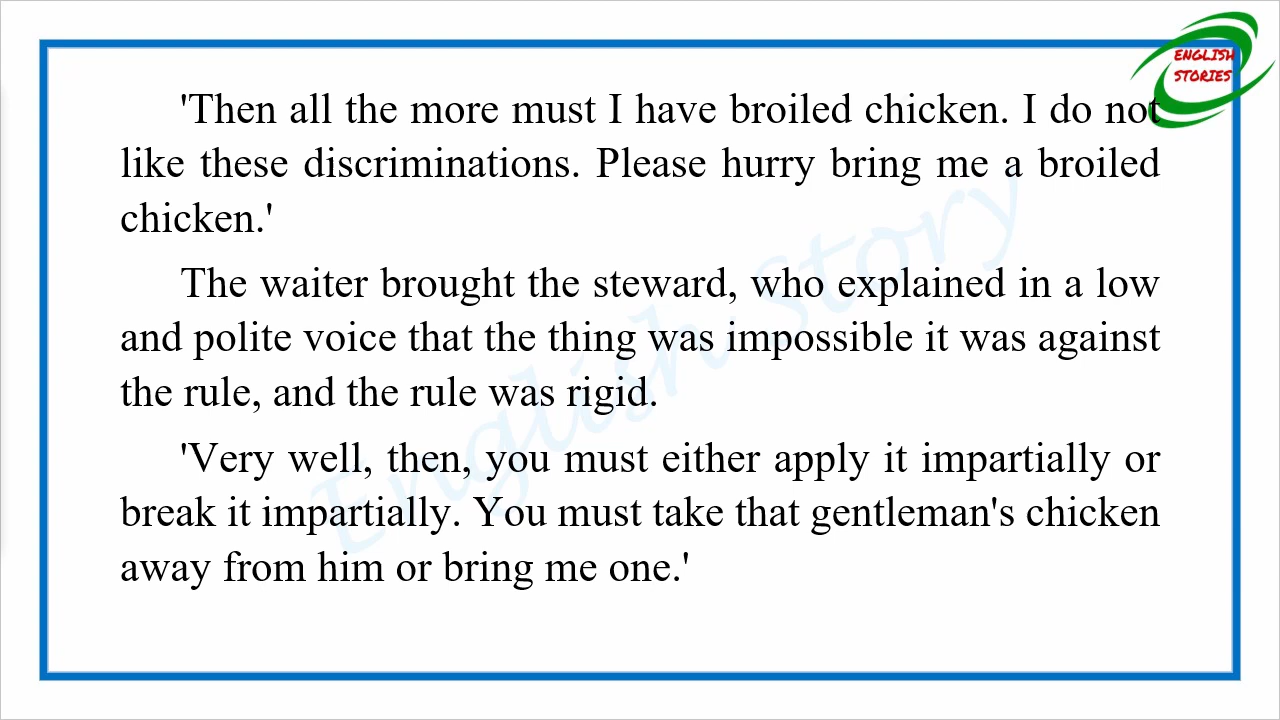 ENGLISH
STORIES
'Then all the more must I have broiled chicken. I do not
like these discriminations. Please hurry bring me a broiled
chicken.'
The waiter brought the steward, who explained in a low
and polite voice that the thing was impossible it was against
the rule, and the rule was rigid.
'Very well, then, you must either apply it impartially or
break it impartially. You must take that gentleman's chicken
away from him or bring me one.'
English Story